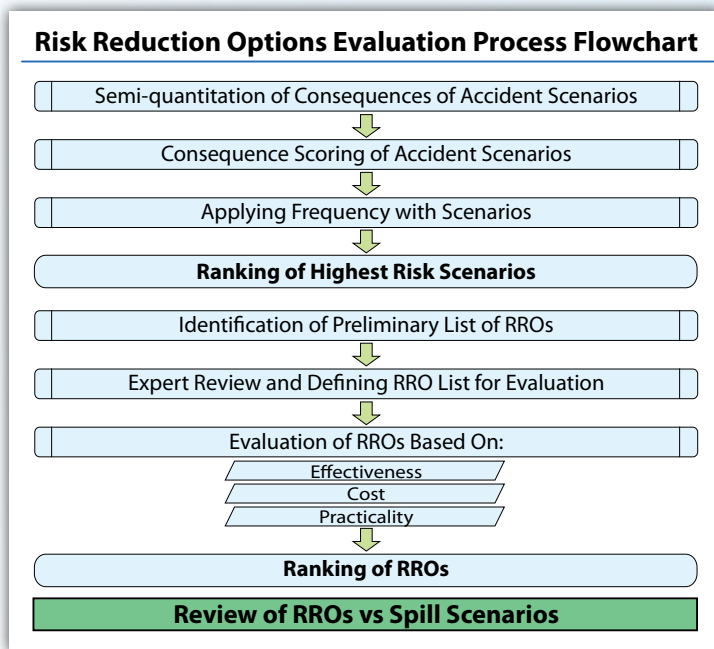 Risk Reduction Options Evaluation Process Flowchart
Semi-quantitation of Consequences of Accident Scenarios
Consequence Scoring of Accident Scenarios
Applying Frequency with Scenarios
Ranking of Highest Risk Scenarios
Identification of Preliminary List of RROs
Expert Review and Defining RRO List for Evaluation
Evaluation of RROs Based On:
Effectiveness
Cost
Practicality
Ranking of RROs
Review of RROs vs Spill Scenarios